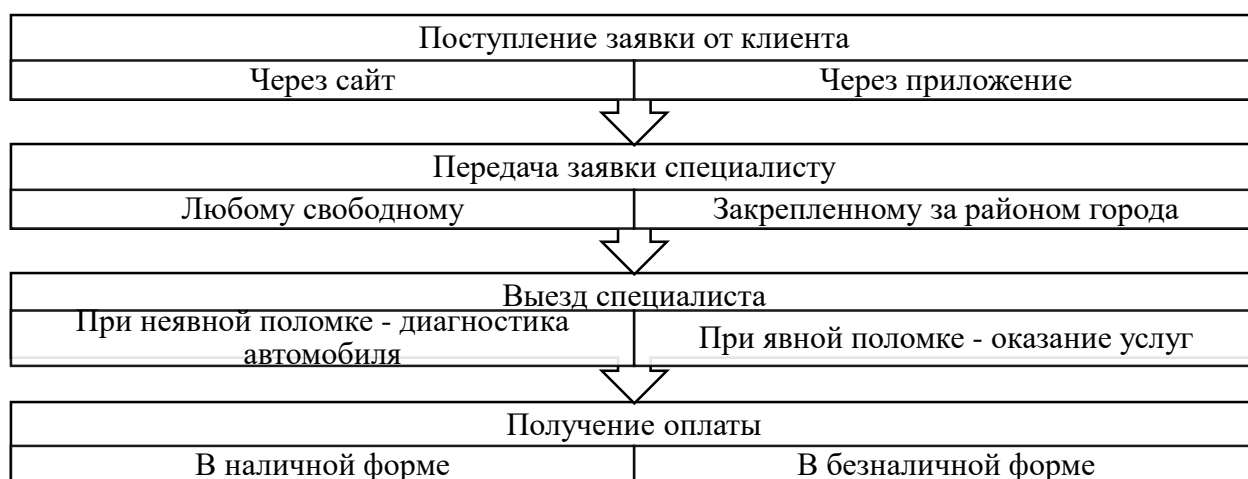 Поступление заявки от клиента
Через сайт
Через приложение
Передача заявки специалисту
Любому свободному
Закрепленному за районом города
Выезд специалиста
При неявной поломке - диагностика
автомобиля
При явной поломке - оказание услуг
Получение оплаты
В наличной форме
В безналичной форме